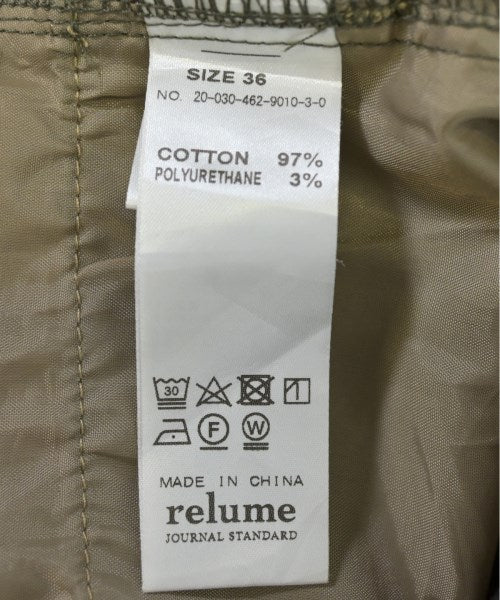 SIZE 36
NO. 20-030-462-9010-3-0
COTTON 97%
POLYURETHANE 3%
30
F W
MADE IN CHINA
relume
JOURNAL STANDARD